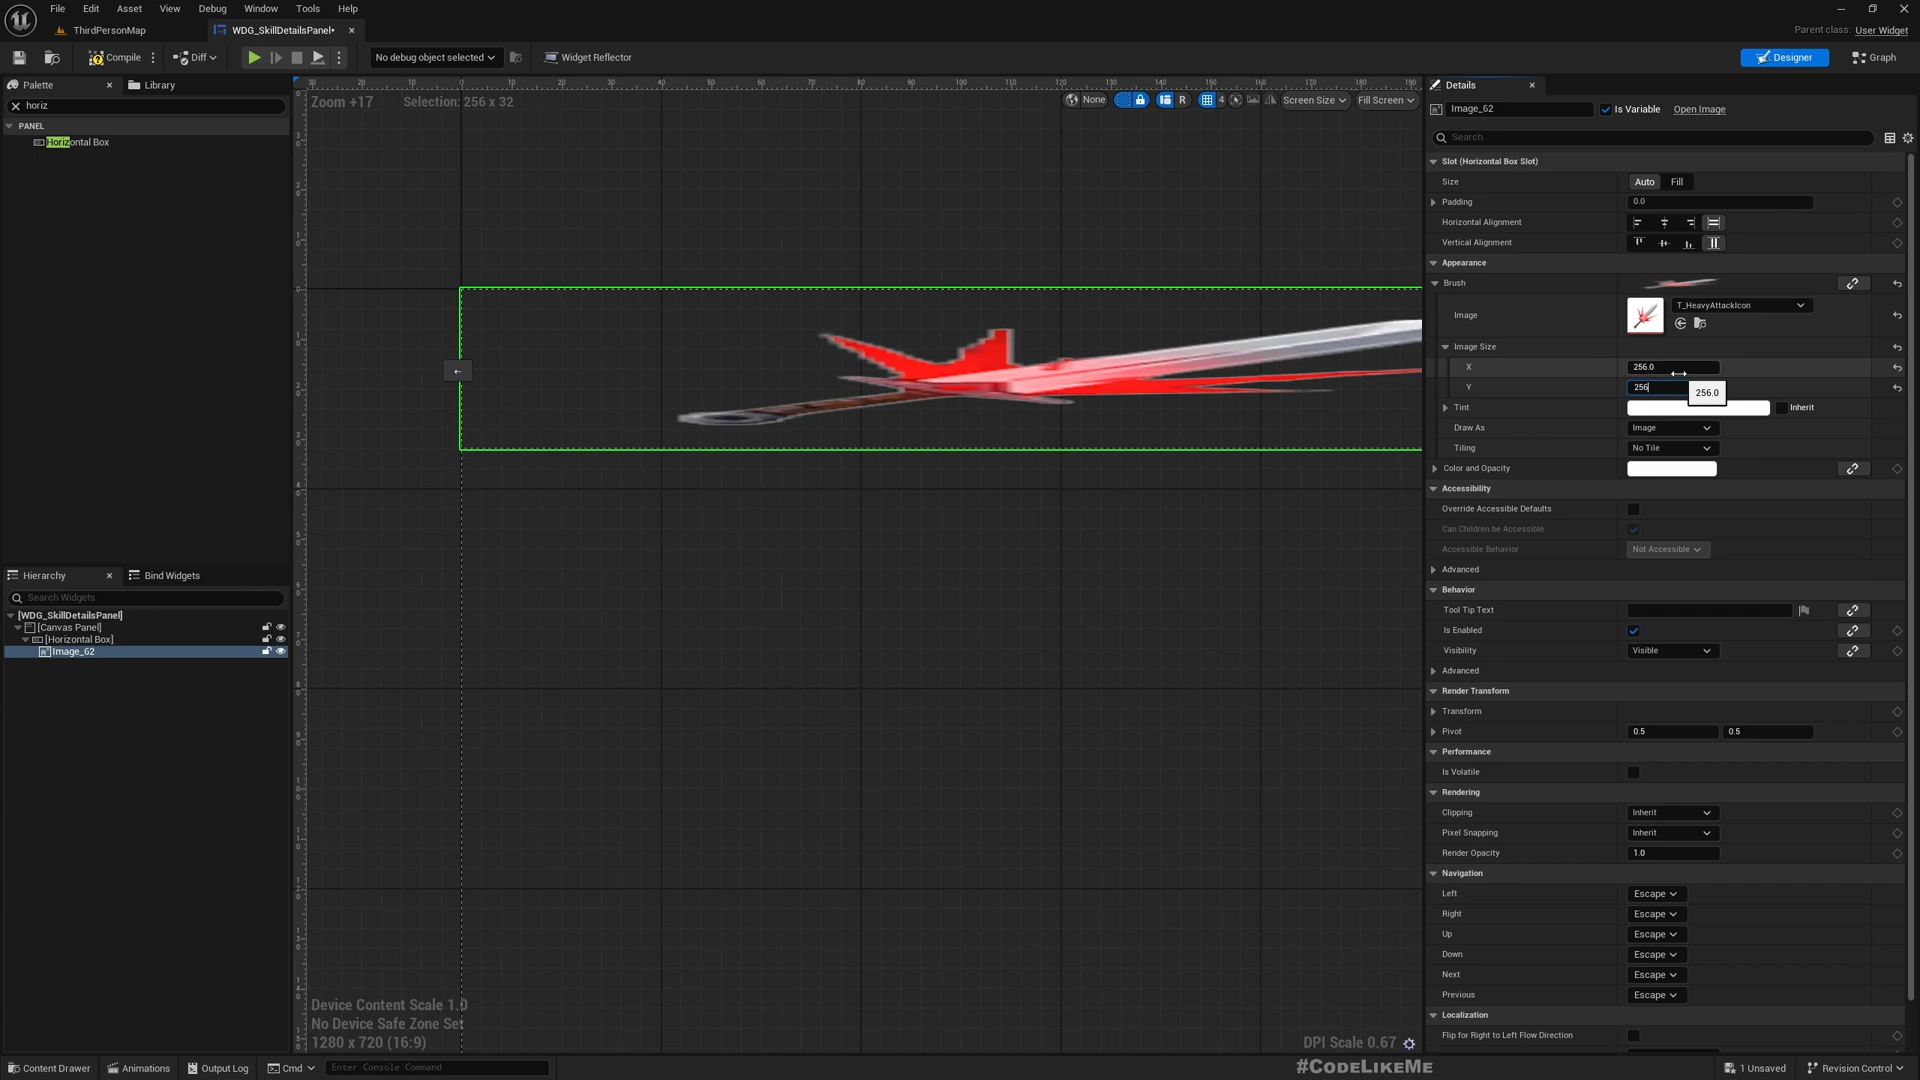 File Edit Asset View Window Debug Tools Help
ThirdPersonMap
WDG_SkillDetailsPanel•
Parent class: User Widget
Compile
Diff
No debug object selected
Widget Reflector
Designer
Graph
Palette
Library
horiz
PANEL
Horizontal Box
Zoom +17
Selection: 256 x 32
None
R
4
Screen Size
Fill Screen
Details
Image_62
Is Variable
Open Image
Search
Slot (Horizontal Box Slot)
Size
Auto
Fill
Padding
0.0
Horizontal Alignment
Vertical Alignment
Appearance
Brush
Image
T_HeavyAttackIcon
Image Size
X
256.0
Y
256
256.0
Tint
Inherit
Draw As
Image
Tiling
No Tile
Color and Opacity
Accessibility
Override Accessible Defaults
Can Children be Accessible
Accessible Behavior
Not Accessible
Advanced
Behavior
Tool Tip Text
Is Enabled
Visibility
Visible
Advanced
Render Transform
Transform
Pivot
0.5
0.5
Performance
Is Volatile
Rendering
Clipping
Inherit
Pixel Snapping
Inherit
Render Opacity
1.0
Navigation
Left
Escape
Right
Escape
Up
Escape
Down
Escape
Next
Escape
Previous
Escape
Localization
Flip for Right to Left Flow Direction
Hierarchy
Bind Widgets
Search Widgets
[WDG_SkillDetailsPanel]
[Canvas Panel]
[Horizontal Box]
Image_62
Device Content Scale 1.0
No Device Safe Zone Set
1280 x 720 (16:9)
DPI Scale 0.67
#CODELIKEME
Content Drawer
Animations
Output Log
Cmd
Enter Console Command
1 Unsaved
Revision Control